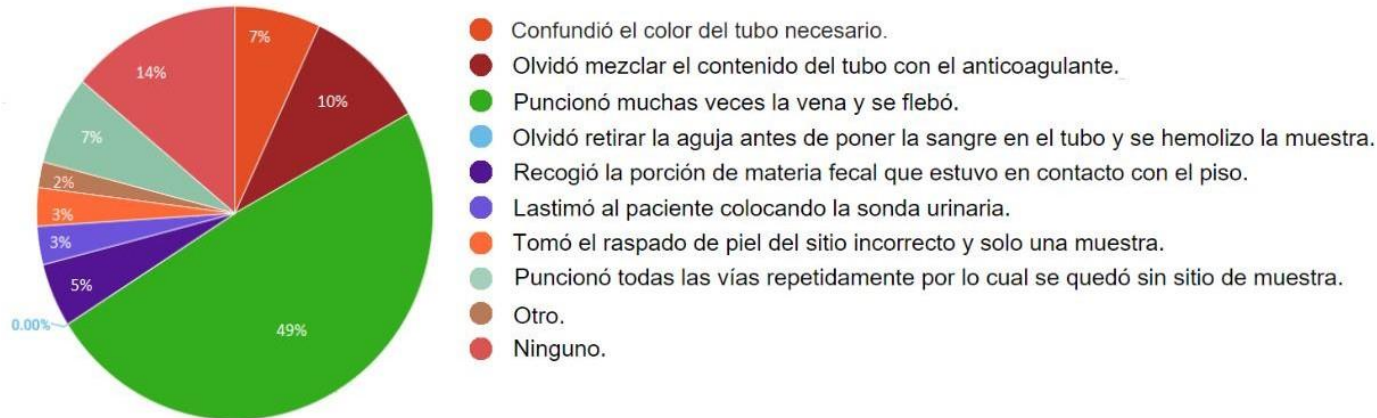 7%
10%
49%
0.00%
5%
3%
3%
2%
7%
14%
Confundió el color del tubo necesario.
Olvidó mezclar el contenido del tubo con el anticoagulante.
Puncionó muchas veces la vena y se flebó.
Olvidó retirar la aguja antes de poner la sangre en el tubo y se hemolizo la muestra.
Recogió la porción de materia fecal que estuvo en contacto con el piso.
Lastimó al paciente colocando la sonda urinaria.
Tomó el raspado de piel del sitio incorrecto y solo una muestra.
Puncionó todas las vías repetidamente por lo cual se quedó sin sitio de muestra.
Otro.
Ninguno.